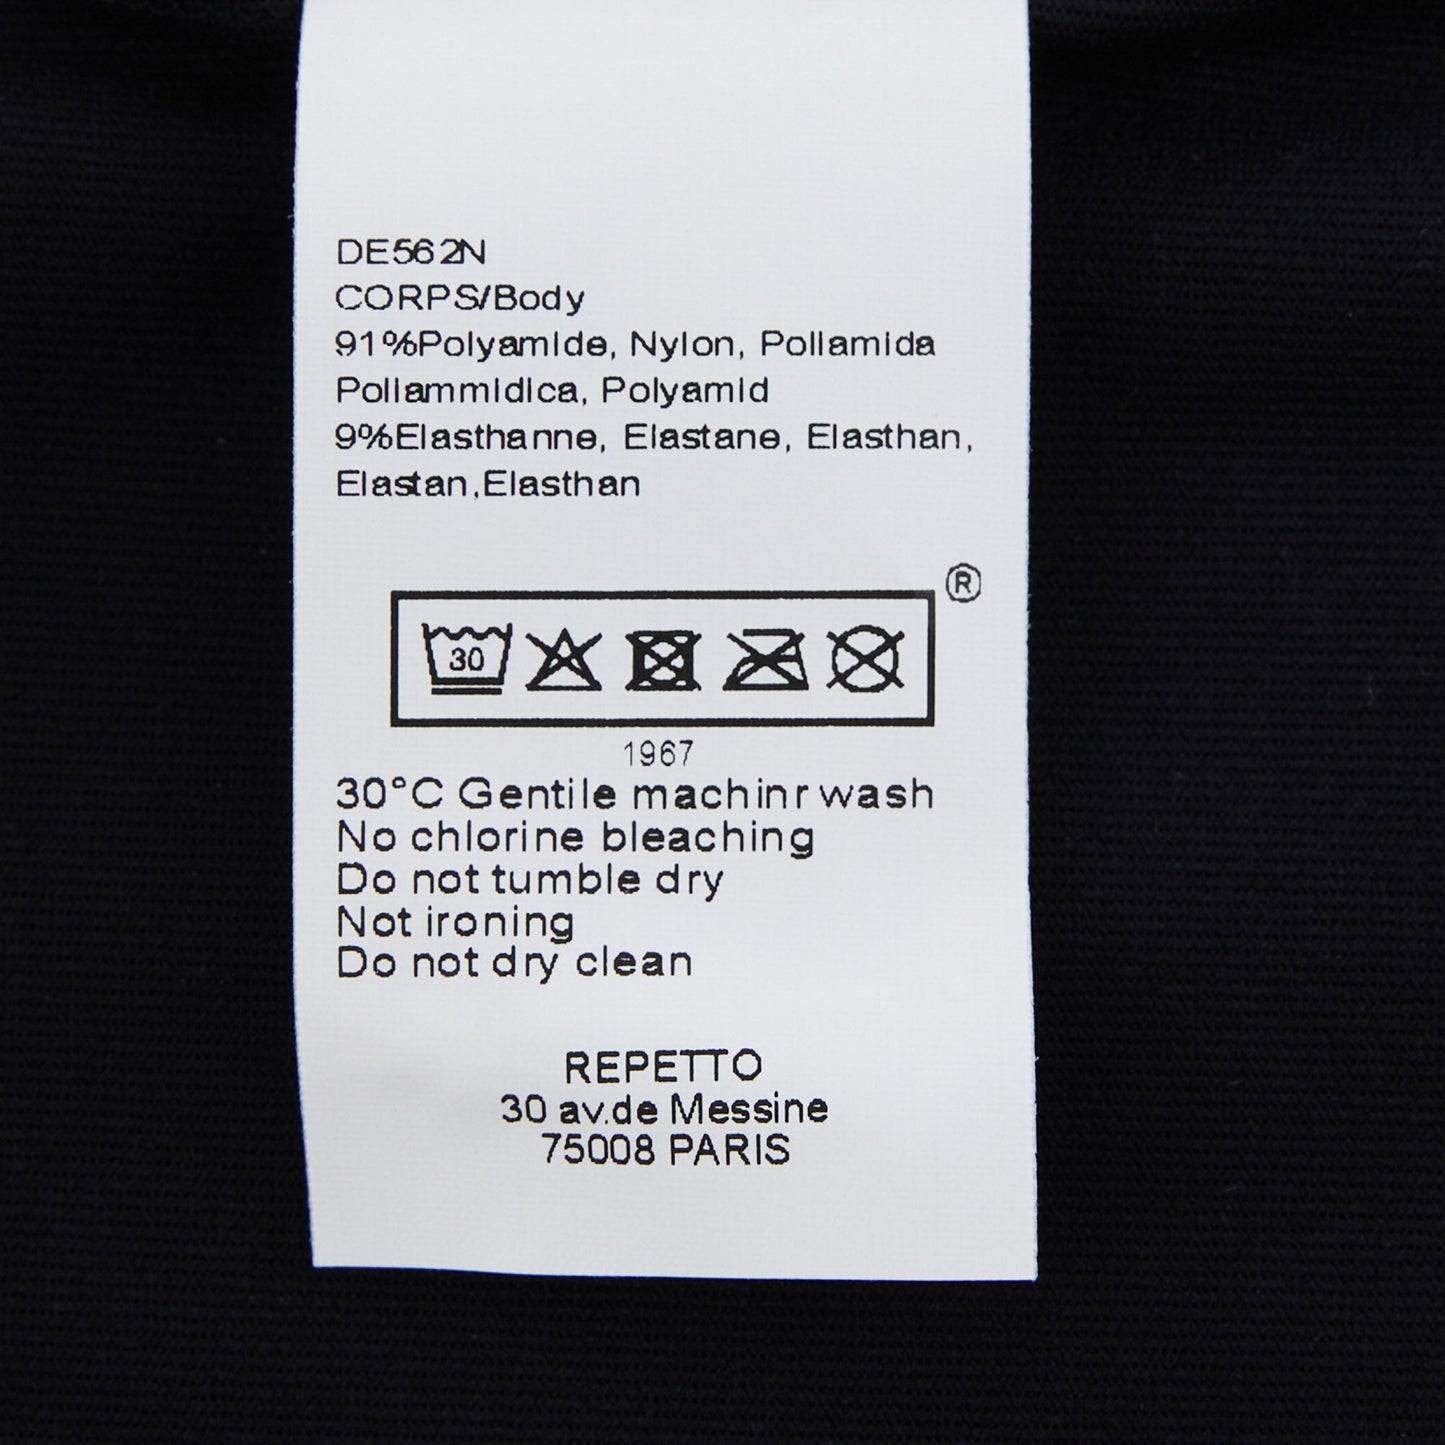 DE562N
CORPS/Body
91%Polyamide, Nylon, Poliamida
Poliammidica, Polyamid
9%Elasthanne, Elastane, Elasthan,
Elastan,Elasthan
®
30
1967
30°C Gentile machinr wash
No chlorine bleaching
Do not tumble dry
Not ironing
Do not dry clean
REPETTO
30 av.de Messine
75008 PARIS